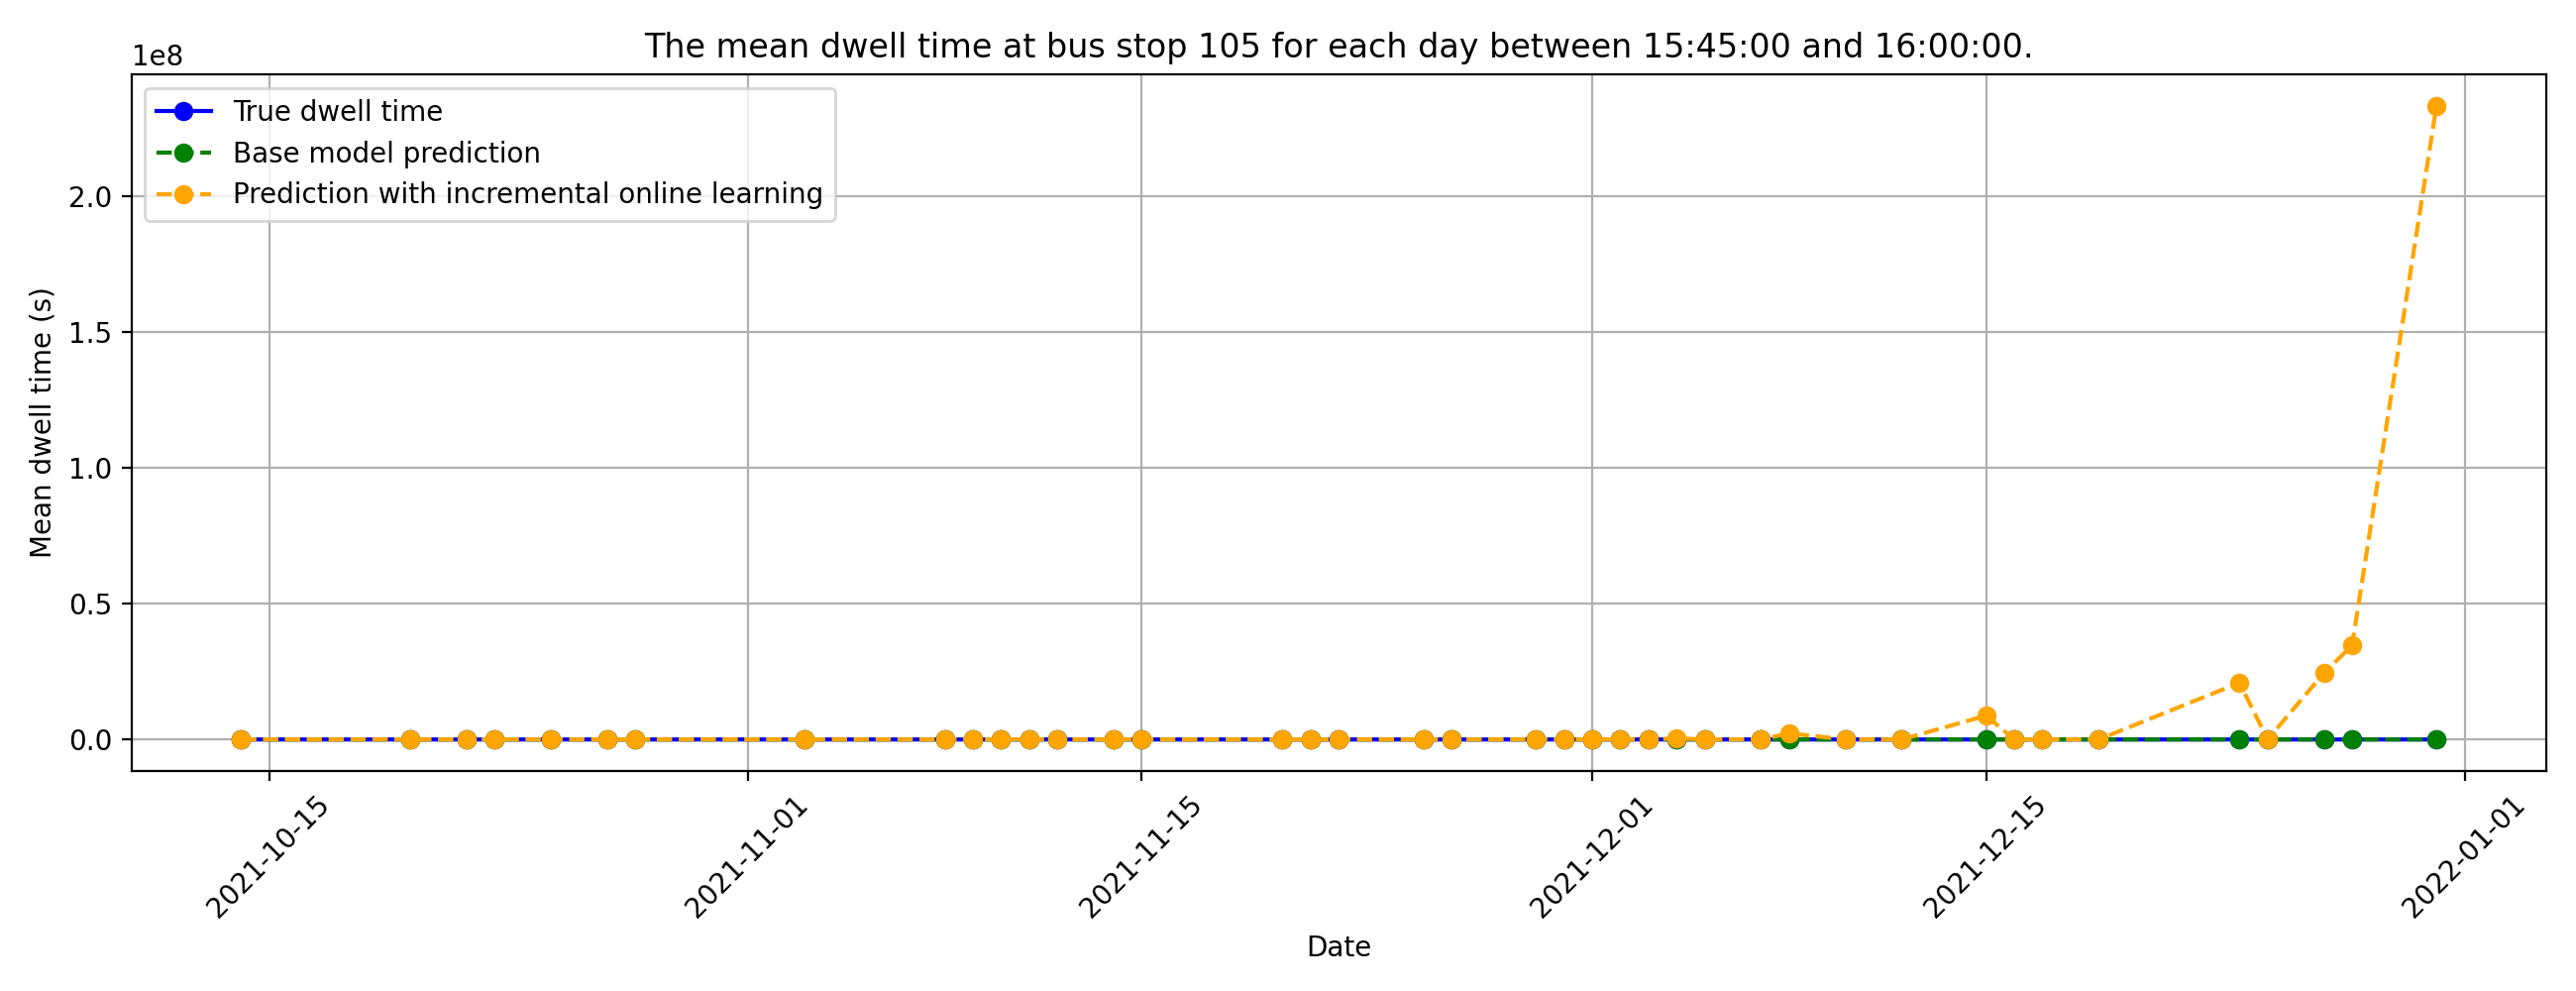 The mean dwell time at bus stop 105 for each day between 15:45:00 and 16:00:00.
1e8
True dwell time
Base model prediction
Prediction with incremental online learning
2.0
1.5
1.0
0.5
0.0
Mean dwell time (s)
2021-10-15
2021-11-01
2021-11-15
2021-12-01
2021-12-15
2022-01-01
Date